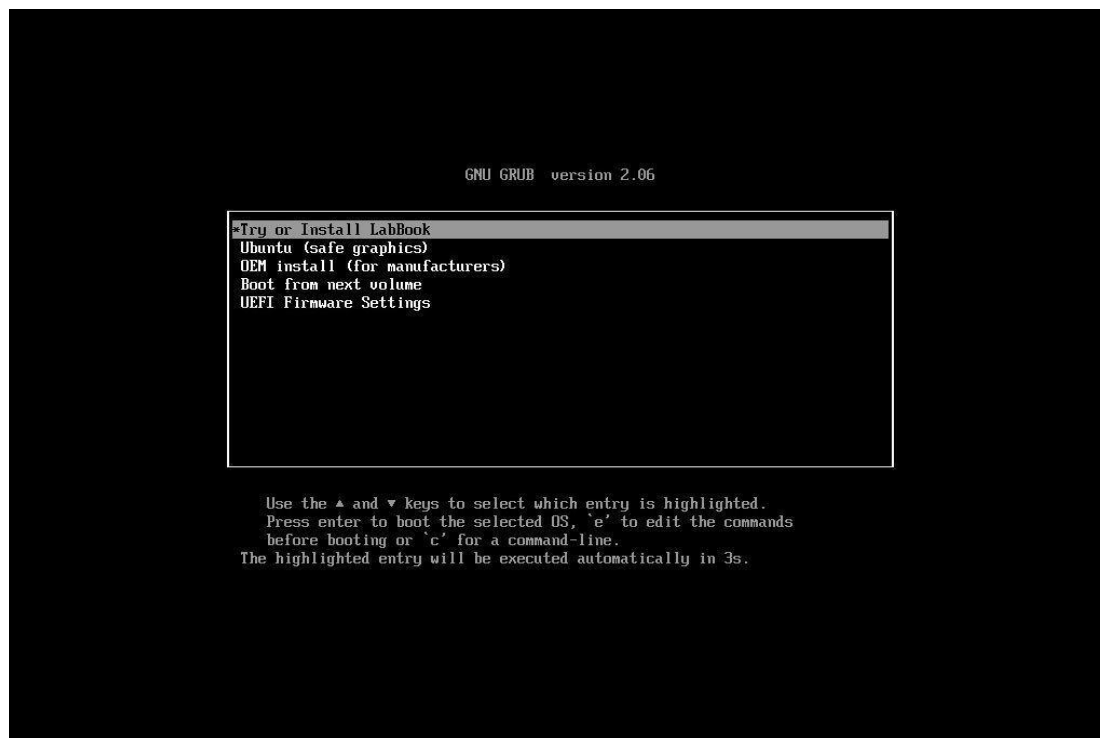 GNU GRUB  version 2.06
*Try or Install LabBook
Ubuntu (safe graphics)
OEM install (for manufacturers)
Boot from next volume
UEFI Firmware Settings
Use the ▲ and ▼ keys to select which entry is highlighted.
Press enter to boot the selected OS, `e' to edit the commands
before booting or `c' for a command-line.
The highlighted entry will be executed automatically in 3s.